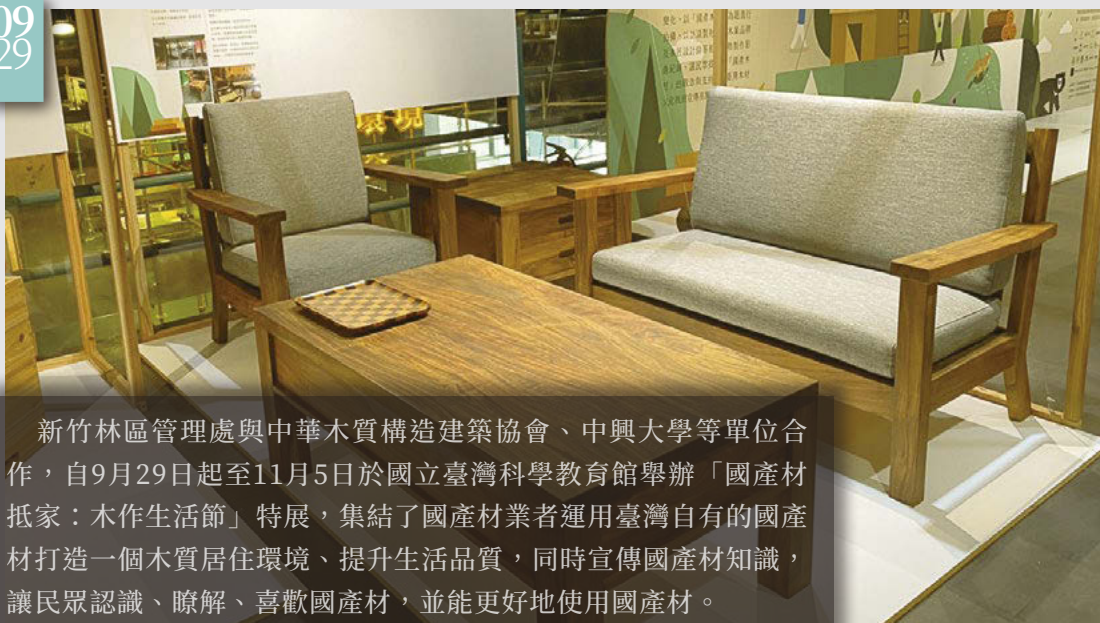 09
29
環境
新竹林區管理處與中華木質構造建築協會、中興大學等單位合
作，自9月29日起至11月5日於國立臺灣科學教育館舉辦「國產材
抵家：木作生活節」特展，集結了國產材業者運用臺灣自有的國產
材打造一個木質居住環境、提升生活品質，同時宣傳國產材知識，
讓民眾認識、瞭解、喜歡國產材，並能更好地使用國產材。